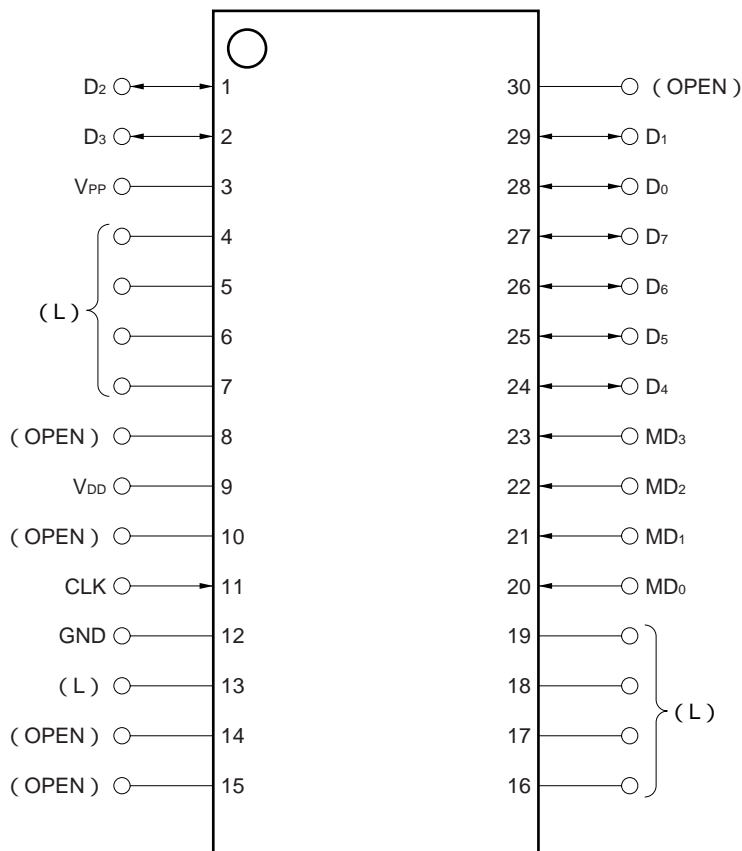 D2 1 30 (OPEN)
D3 2 29 D1
VPP 3 28 D0
4 27 D7
5 26 D6
(L)
6 25 D5
7 24 D4
(OPEN) 8 23 MD3
VDD 9 22 MD2
(OPEN) 10 21 MD1
CLK 11 20 MD0
GND 12 19
(L) 13 18
(L)
(OPEN) 14 17
(OPEN) 15 16